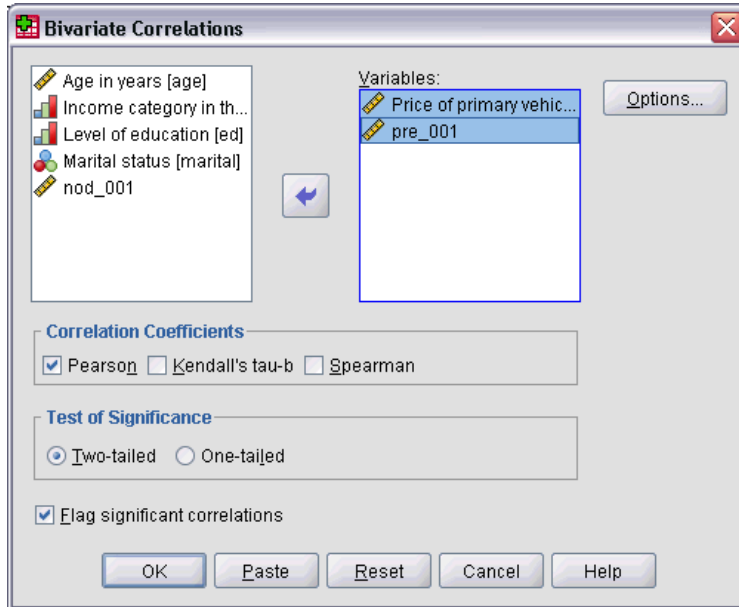 Bivariate Correlations
Age in years [age]
Income category in th...
Level of education [ed]
Marital status [marital]
nod_001
Variables:
Price of primary vehic...
pre_001
Options...
Correlation Coefficients
Pearson Kendall's tau-b Spearman
Test of Significance
Two-tailed One-tailed
Flag significant correlations
OK Paste Reset Cancel Help